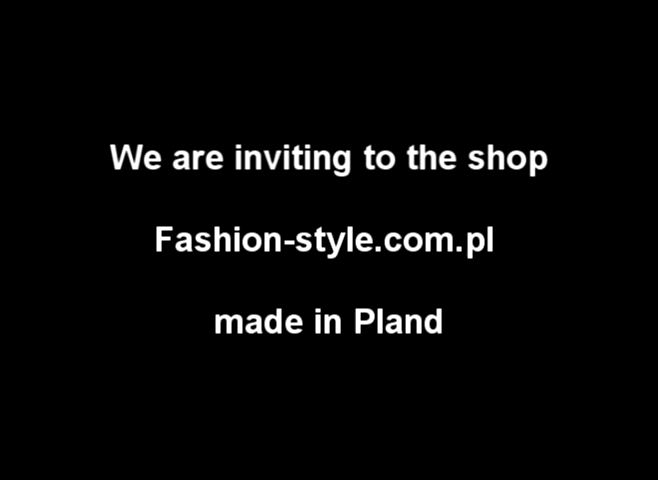 We are inviting to the shop
Fashion-style.com.pl
made in Pland